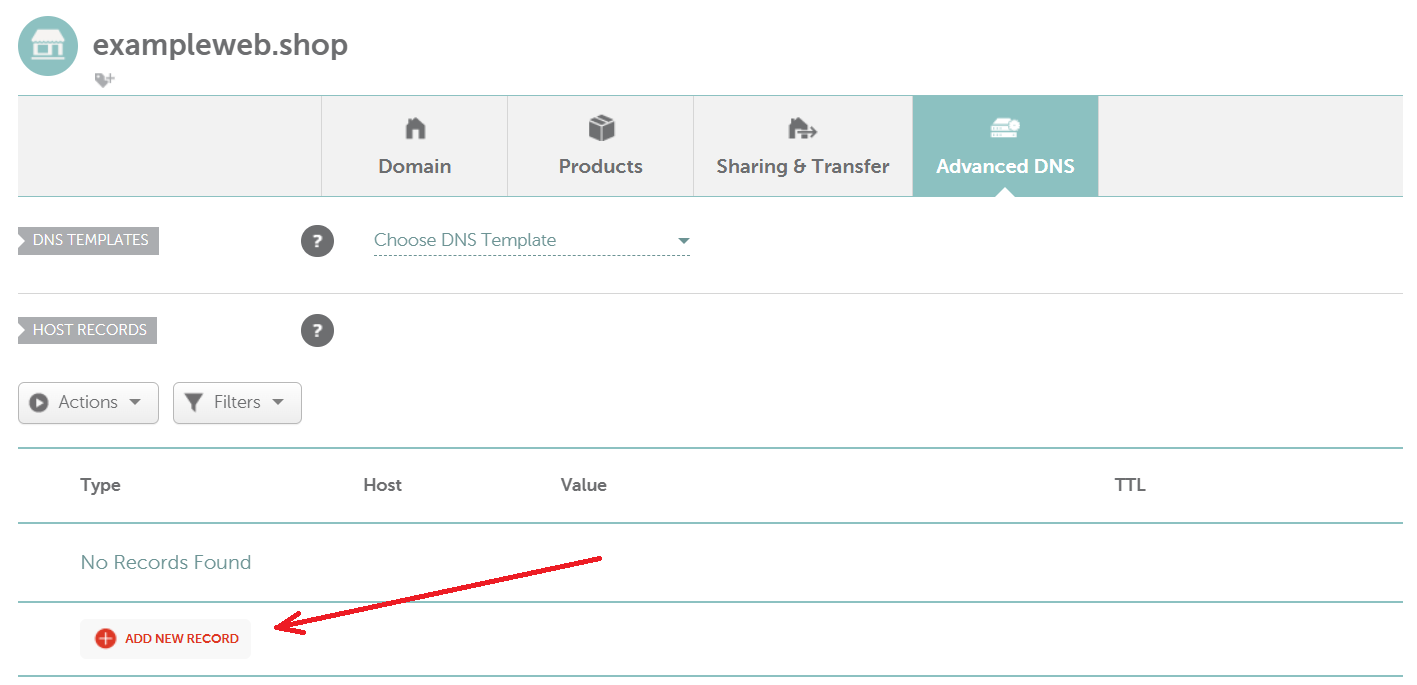 exampleweb.shop
Domain
Products
Sharing & Transfer
Advanced DNS
DNS TEMPLATES
?
Choose DNS Template
HOST RECORDS
?
Actions
Filters
Type Host Value TTL
No Records Found
ADD NEW RECORD